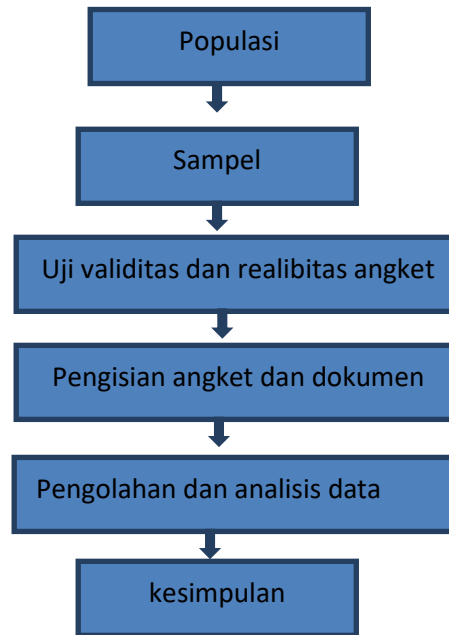 Populasi
Sampel
Uji validitas dan realibitas angket
Pengisian angket dan dokumen
Pengolahan dan analisis data
kesimpulan